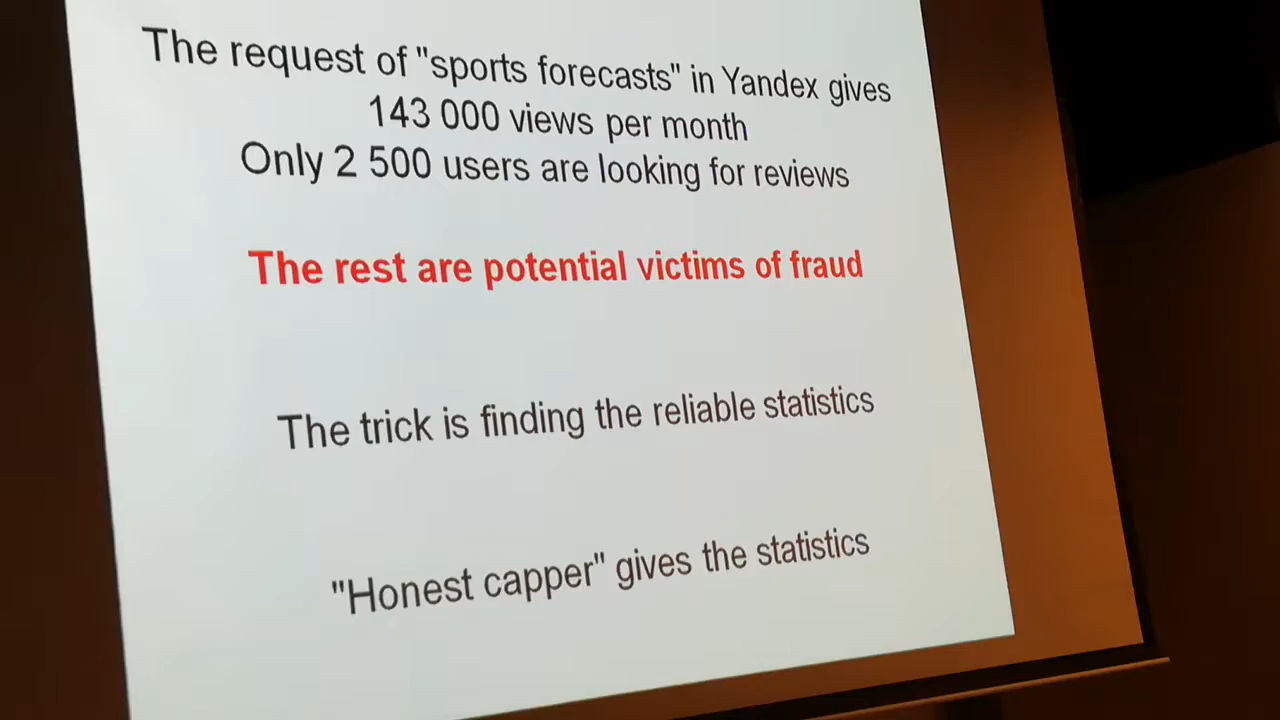 The request of "sports forecasts" in Yandex gives
143 000 views per month
Only 2 500 users are looking for reviews
The rest are potential victims of fraud
The trick is finding the reliable statistics
"Honest capper" gives the statistics